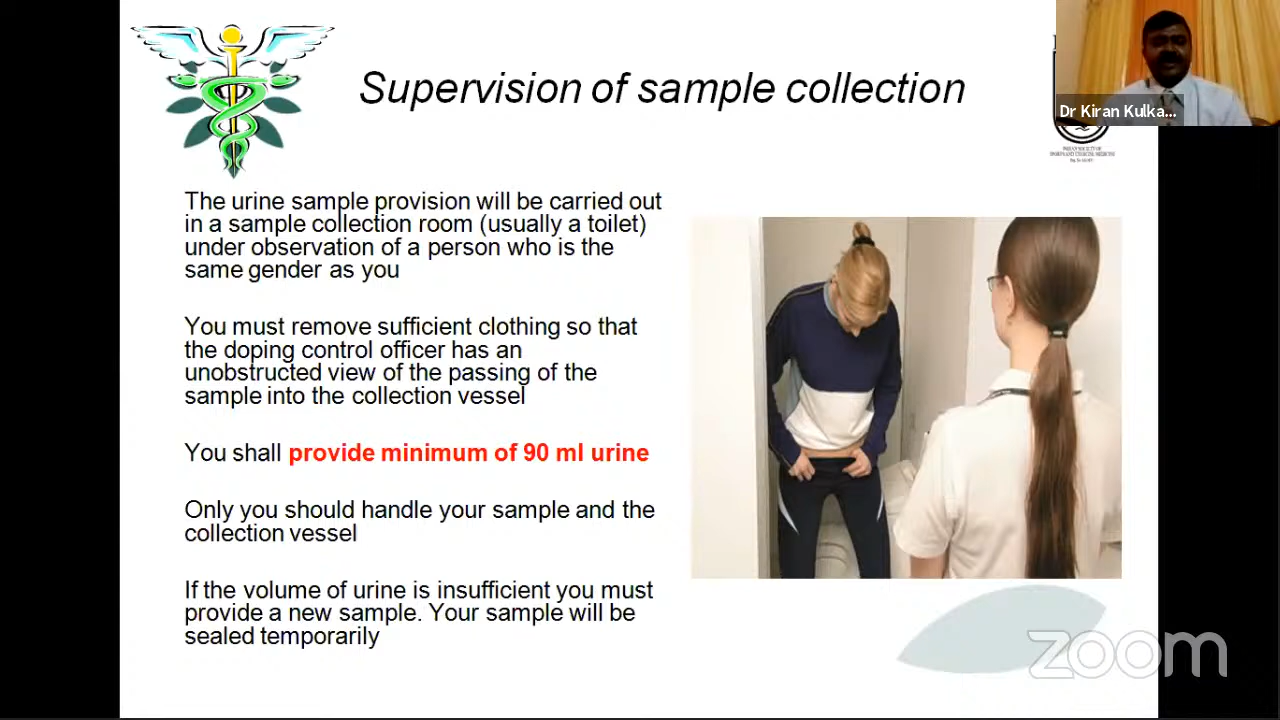 Supervision of sample collection
Dr Kiran Kulka...
The urine sample provision will be carried out
in a sample collection room (usually a toilet)
under observation of a person who is the
same gender as you
You must remove sufficient clothing so that
the doping control officer has an
unobstructed view of the passing of the
sample into the collection vessel
You shall provide minimum of 90 ml urine
Only you should handle your sample and the
collection vessel
If the volume of urine is insufficient you must
provide a new sample. Your sample will be
sealed temporarily
zoom